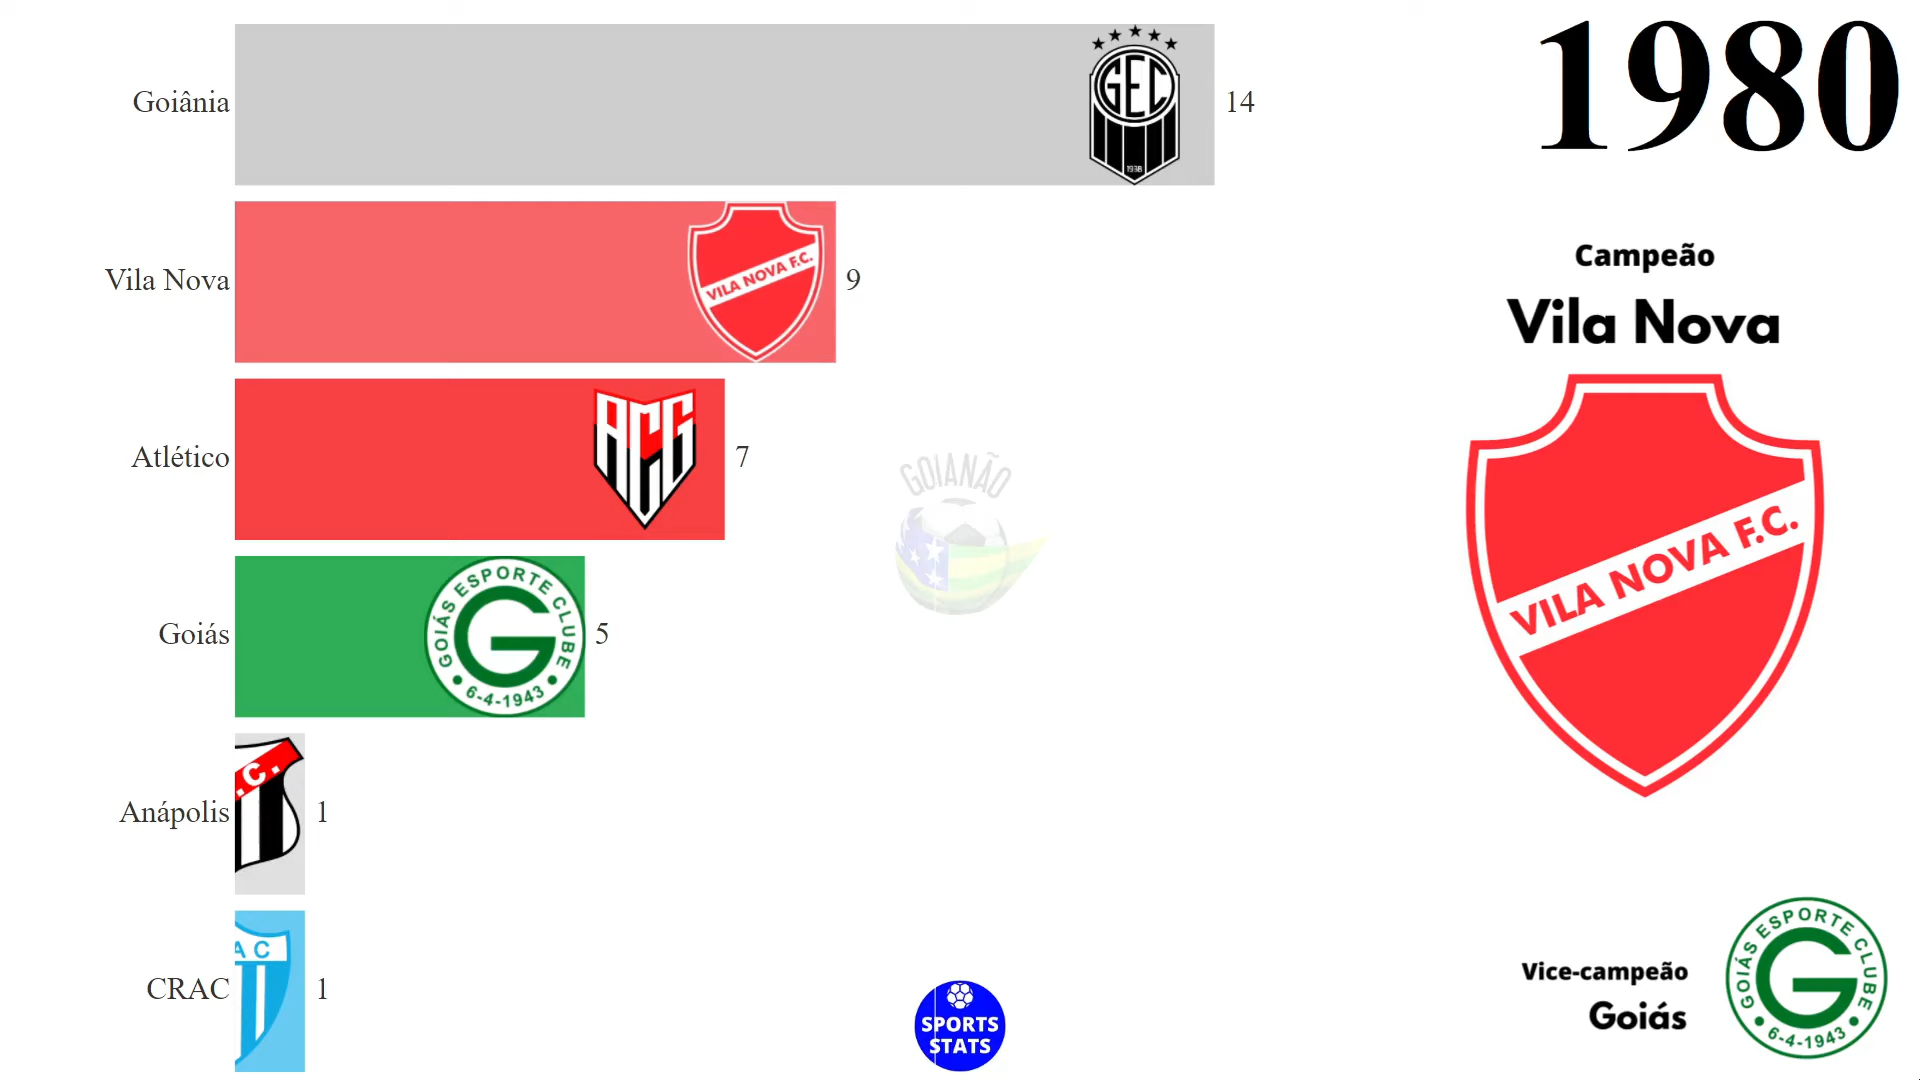 1980
Goiânia
GEC
1938
14
Campeão
Vila Nova
Vila Nova
VILA NOVA F.C.
9
VILA NOVA F.C.
Atlético
ACG
7
GOIANÃO
Goiás
GOIÁS ESPORTE CLUBE
6-4-1943
5
Anápolis
.C.
1
CRAC
A C
1
Vice-campeão
Goiás
GOIÁS ESPORTE CLUBE
6-4-1943
SPORTS
STATS